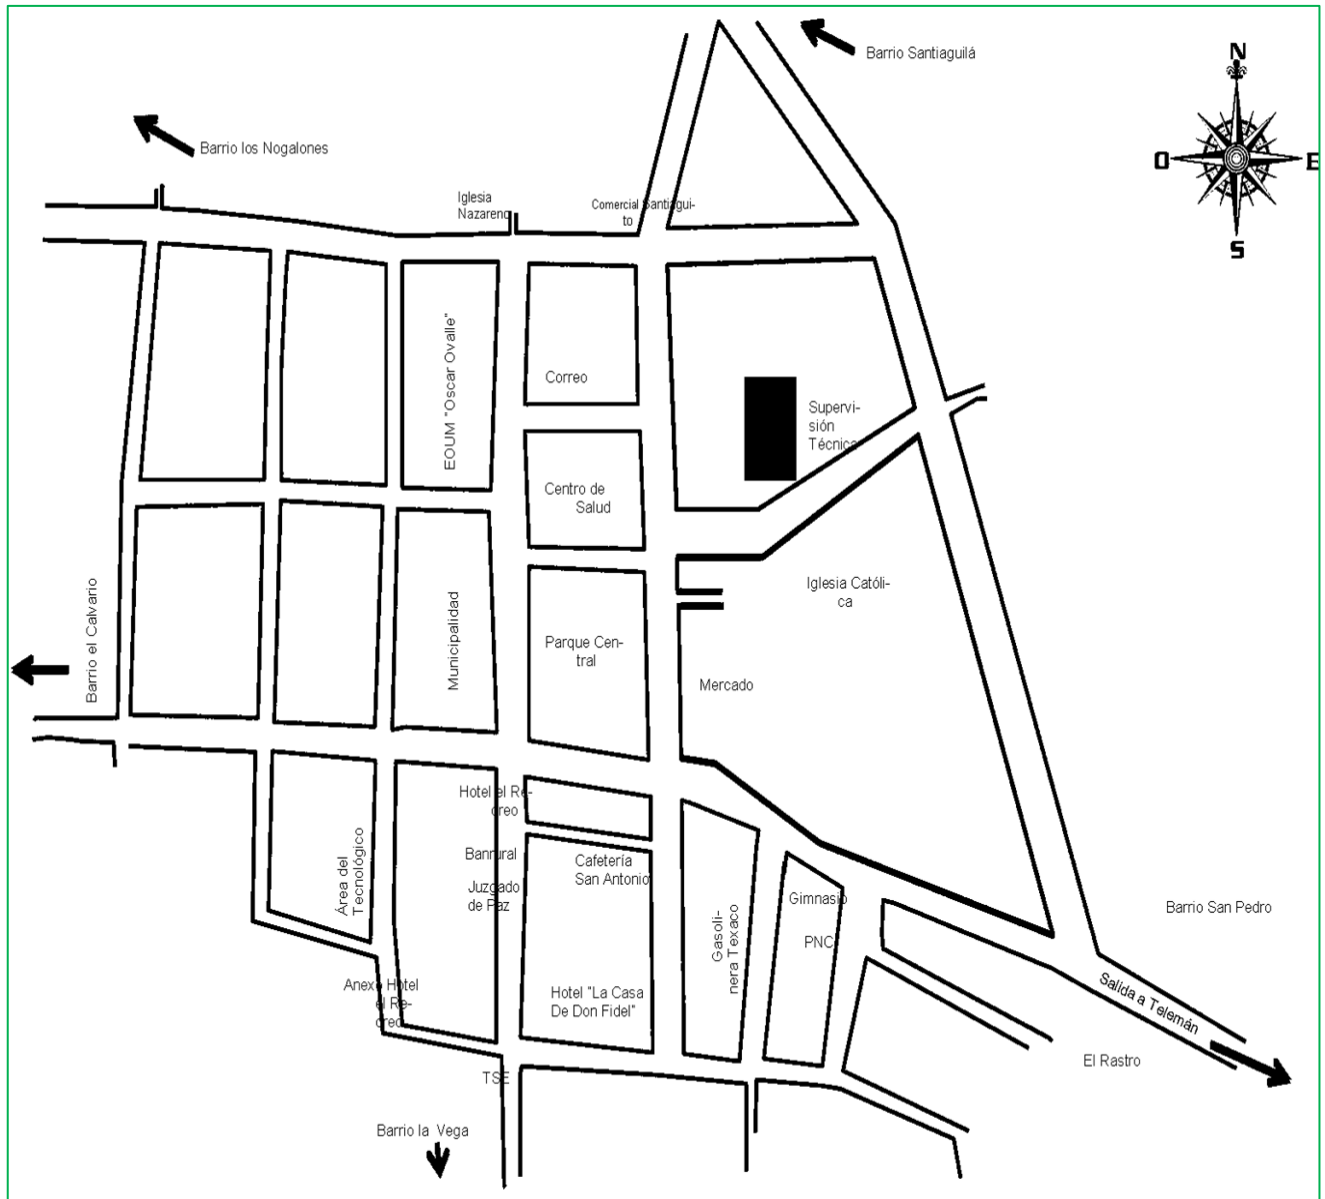 Barrio Santiaguilá
N
Barrio los Nogalones
O
E
Iglesia
Nazareno
Comercial Santiagui-
to
S
EOUM "Oscar Ovalle"
Correo
Supervi-
sión
Técnica
Centro de
Salud
Iglesia Católi-
ca
Barrio el Calvario
Municipalidad
Parque Cen-
tral
Mercado
Hotel el Re-
creo
Banrural
Cafetería
San Antonio
Área del
Tecnológico
Juzgado
de Paz
Gimnasio
Barrio San Pedro
Gasoli-
nera Texaco
PNC
Anexo Hotel
el Re-
creo
Hotel "La Casa
De Don Fidel"
Salida a Telemán
El Rastro
TSE
Barrio la Vega